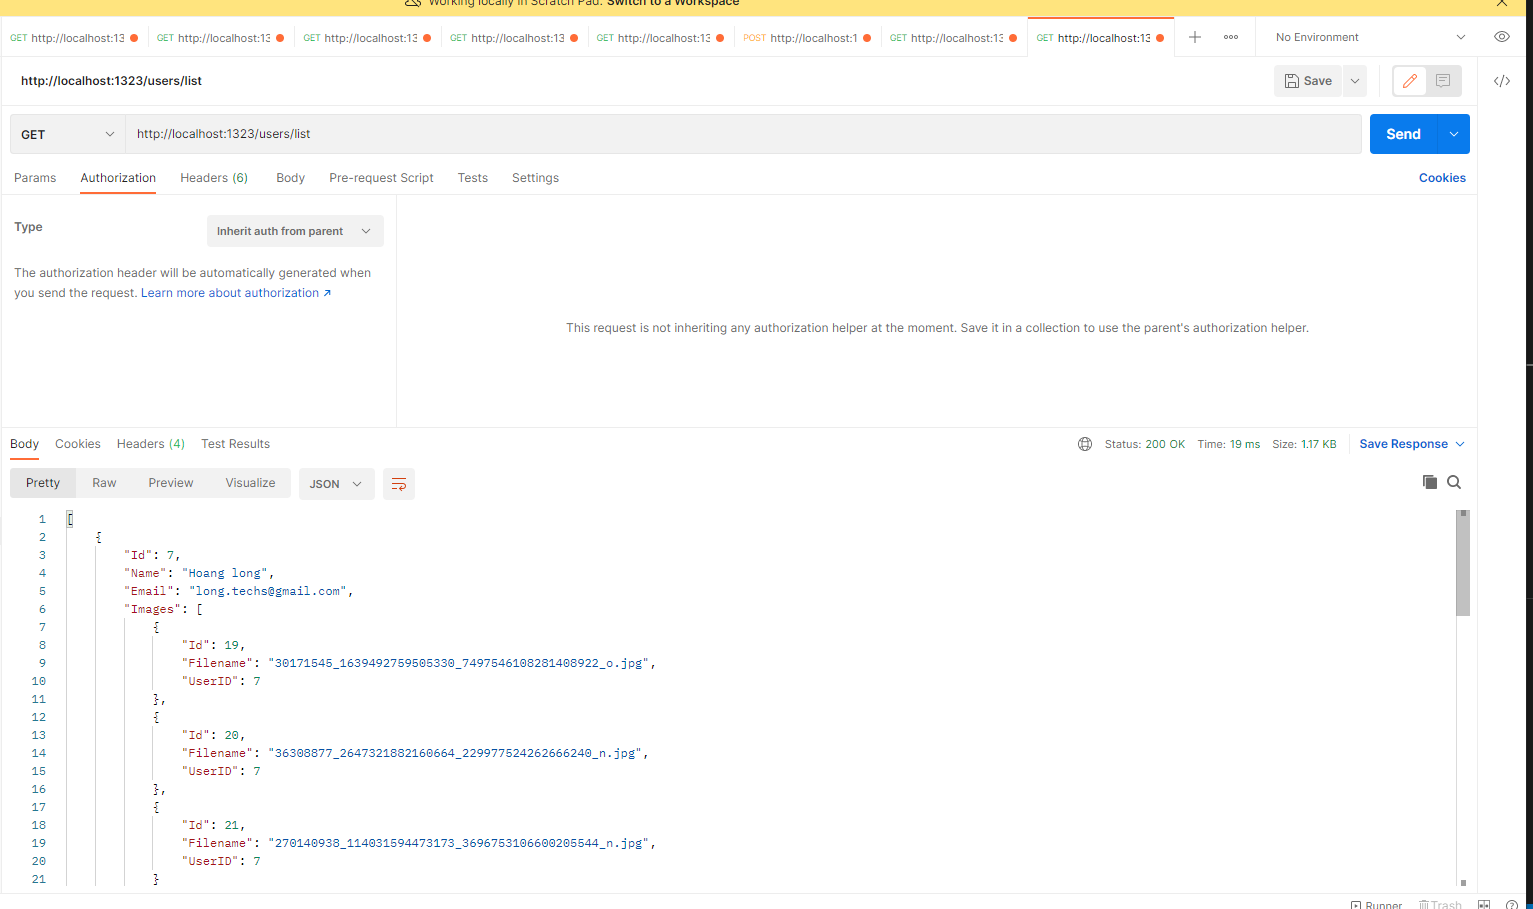 Working locally in Scratch Pad. Switch to a Workspace
GET http://localhost:13 GET http://localhost:13 GET http://localhost:13 GET http://localhost:13 GET http://localhost:13 POST http://localhost:1 GET http://localhost:13 GET http://localhost:13 No Environment
http://localhost:1323/users/list Save
GET http://localhost:1323/users/list Send
Params Authorization Headers (6) Body Pre-request Script Tests Settings Cookies
Type Inherit auth from parent
The authorization header will be automatically generated when
you send the request. Learn more about authorization ↗
This request is not inheriting any authorization helper at the moment. Save it in a collection to use the parent's authorization helper.
Body Cookies Headers (4) Test Results Status: 200 OK Time: 19 ms Size: 1.17 KB Save Response
Pretty Raw Preview Visualize JSON
1 [
2 {
3 "Id": 7,
4 "Name": "Hoang long",
5 "Email": "long.techs@gmail.com",
6 "Images": [
7 {
8 "Id": 19,
9 "Filename": "30171545_1639492759505330_7497546108281408922_o.jpg",
10 "UserID": 7
11 },
12 {
13 "Id": 20,
14 "Filename": "36308877_2647321882160664_229977524262666240_n.jpg",
15 "UserID": 7
16 },
17 {
18 "Id": 21,
19 "Filename": "270140938_114031594473173_3696753106600205544_n.jpg",
20 "UserID": 7
21 }
Runner Trash